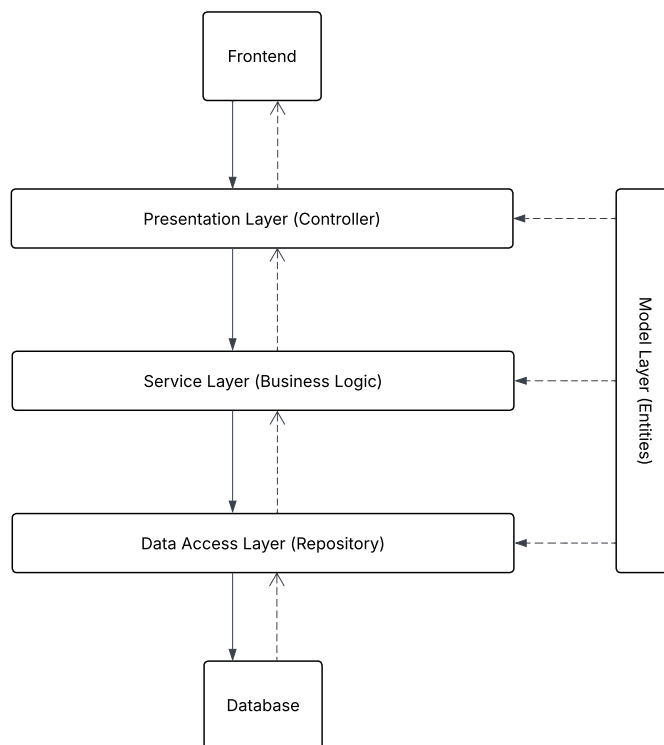 Frontend
Presentation Layer (Controller)
Service Layer (Business Logic)
Data Access Layer (Repository)
Database
Model Layer (Entities)